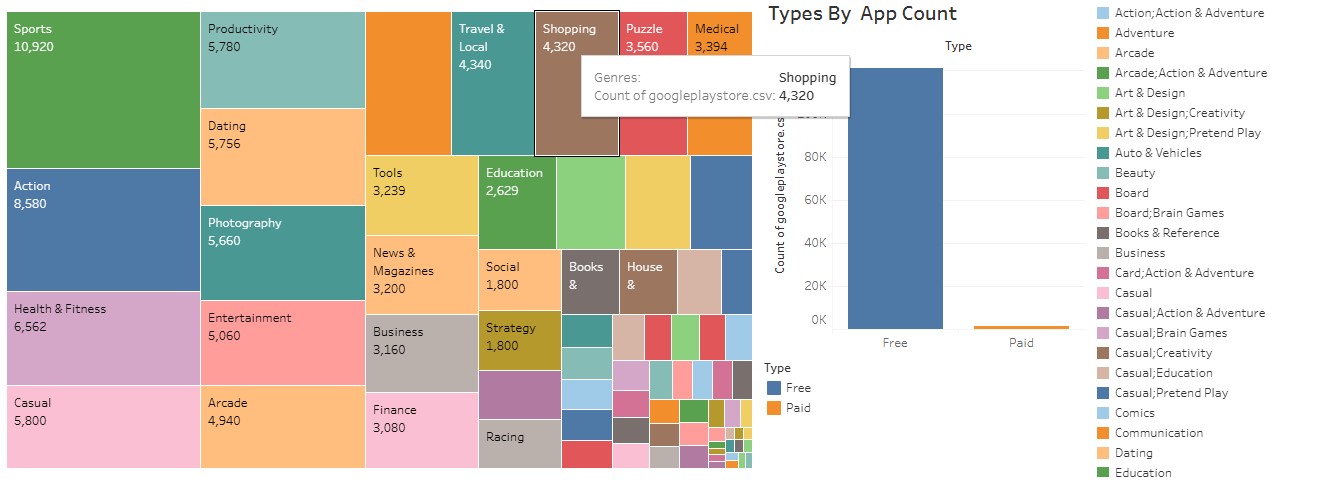 Sports
10,920
Action
8,580
Health & Fitness
6,562
Casual
5,800
Productivity
5,780
Dating
5,756
Photography
5,660
Entertainment
5,060
Arcade
4,940
Travel &
Local
4,340
Shopping
4,320
Puzzle
3,560
Medical
3,394
Genres: Shopping
Count of googleplaystore.csv: 4,320
Tools
3,239
News &
Magazines
3,200
Business
3,160
Finance
3,080
Education
2,629
Social
1,800
Strategy
1,800
Racing
Books
&
House
&
Types By App Count
Type
Count of googleplaystore.cs
80K
60K
40K
20K
0K
Free
Paid
Type
Free
Paid
Action;Action & Adventure
Adventure
Arcade
Arcade;Action & Adventure
Art & Design
Art & Design;Creativity
Art & Design;Pretend Play
Auto & Vehicles
Beauty
Board
Board;Brain Games
Books & Reference
Business
Card;Action & Adventure
Casual
Casual;Action & Adventure
Casual;Brain Games
Casual;Creativity
Casual;Education
Casual;Pretend Play
Comics
Communication
Dating
Education